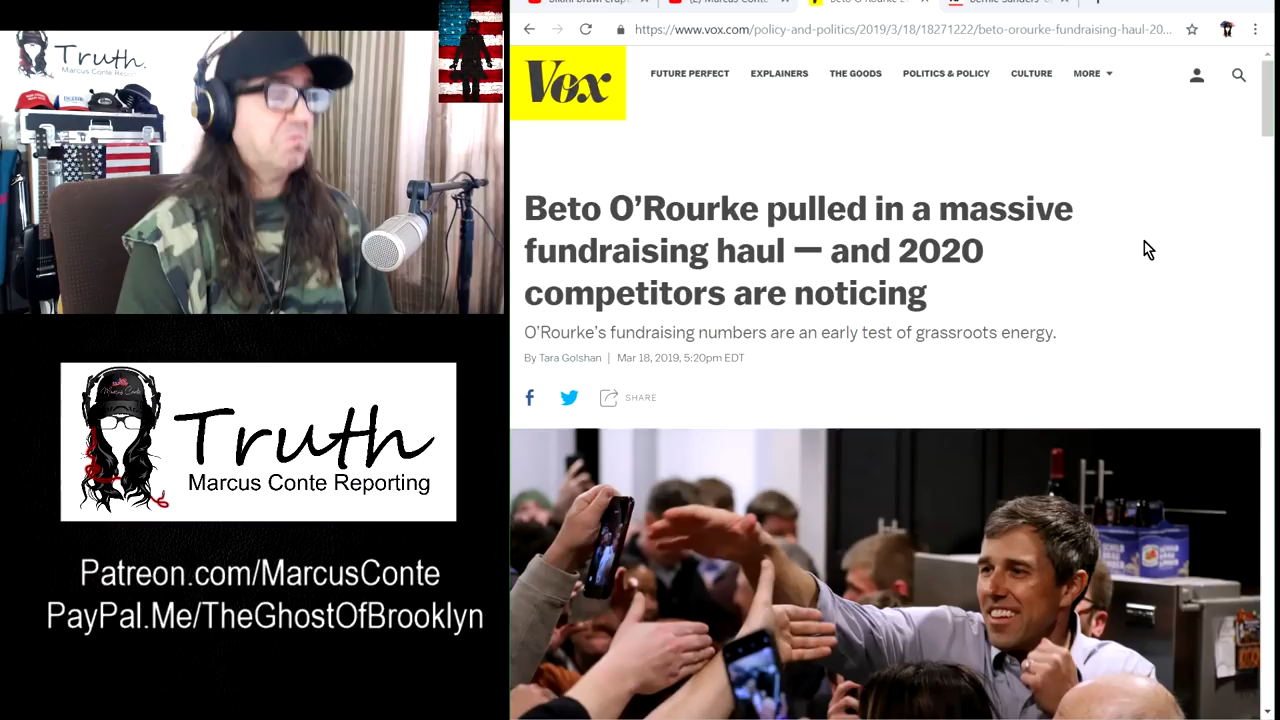 Truth.
Marcus Conte Report
Truth
Marcus Conte Reporting
Patreon.com/MarcusConte
PayPal.Me/TheGhostOfBrooklyn
https://www.vox.com/policy-and-politics/2019/3/18/18271222/beto-orourke-fundraising-haul-20...
Vox
FUTURE PERFECT EXPLAINERS THE GOODS POLITICS & POLICY CULTURE MORE
Beto O’Rourke pulled in a massive
fundraising haul — and 2020
competitors are noticing
O’Rourke’s fundraising numbers are an early test of grassroots energy.
By Tara Golshan | Mar 18, 2019, 5:20pm EDT
SHARE